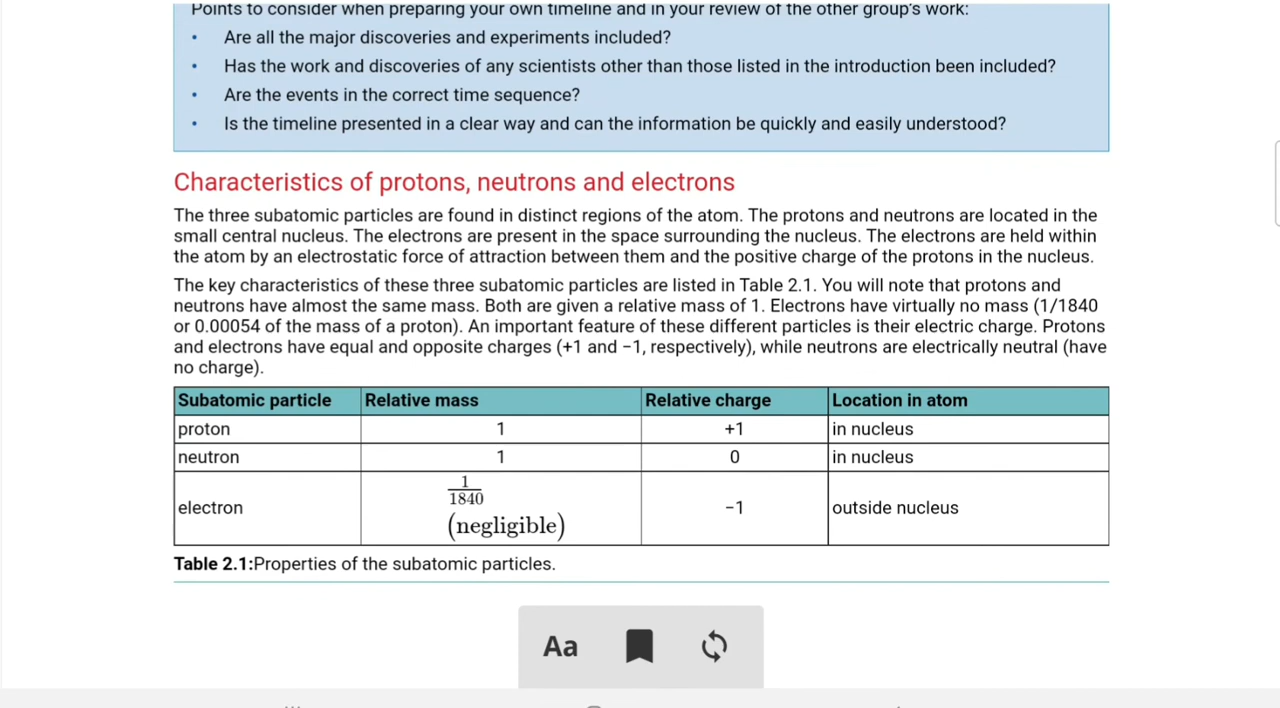 Points to consider when preparing your own timeline and in your review of the other group's work:
• Are all the major discoveries and experiments included?
• Has the work and discoveries of any scientists other than those listed in the introduction been included?
• Are the events in the correct time sequence?
• Is the timeline presented in a clear way and can the information be quickly and easily understood?
Characteristics of protons, neutrons and electrons
The three subatomic particles are found in distinct regions of the atom. The protons and neutrons are located in the
small central nucleus. The electrons are present in the space surrounding the nucleus. The electrons are held within
the atom by an electrostatic force of attraction between them and the positive charge of the protons in the nucleus.
The key characteristics of these three subatomic particles are listed in Table 2.1. You will note that protons and
neutrons have almost the same mass. Both are given a relative mass of 1. Electrons have virtually no mass (1/1840
or 0.00054 of the mass of a proton). An important feature of these different particles is their electric charge. Protons
and electrons have equal and opposite charges (+1 and −1, respectively), while neutrons are electrically neutral (have
no charge).
Subatomic particle Relative mass Relative charge Location in atom
proton 1 +1 in nucleus
neutron 1 0 in nucleus
electron 1/1840 (negligible) −1 outside nucleus
Table 2.1:Properties of the subatomic particles.
Aa